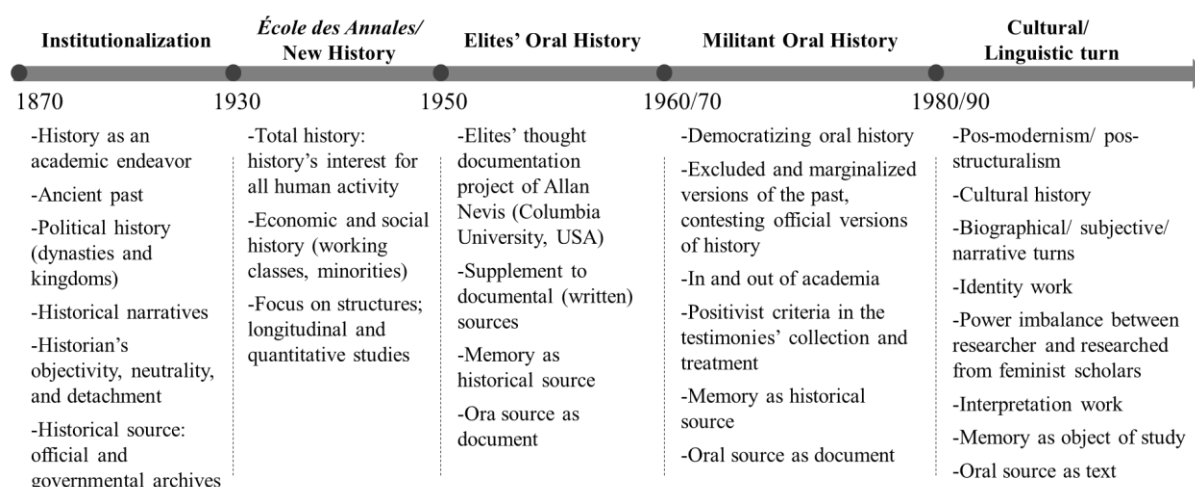 Institutionalization
École des Annales/
New History
Elites' Oral History
Militant Oral History
Cultural/
Linguistic turn
1870
1930
1950
1960/70
1980/90
-History as an
academic endeavor
-Ancient past
-Political history
(dynasties and
kingdoms)
-Historical narratives
-Historian's
objectivity, neutrality,
and detachment
-Historical source:
official and
governmental archives
-Total history:
history's interest for
all human activity
-Economic and social
history (working
classes, minorities)
-Focus on structures;
longitudinal and
quantitative studies
-Elites' thought
documentation
project of Allan
Nevis (Columbia
University, USA)
-Supplement to
documental (written)
sources
-Memory as
historical source
-Ora source as
document
-Democratizing oral history
-Excluded and marginalized
versions of the past,
contesting official versions
of history
-In and out of academia
-Positivist criteria in the
testimonies' collection and
treatment
-Memory as historical
source
-Oral source as document
-Pos-modernism/ pos-
structuralism
-Cultural history
-Biographical/ subjective/
narrative turns
-Identity work
-Power imbalance between
researcher and researched
from feminist scholars
-Interpretation work
-Memory as object of study
-Oral source as text